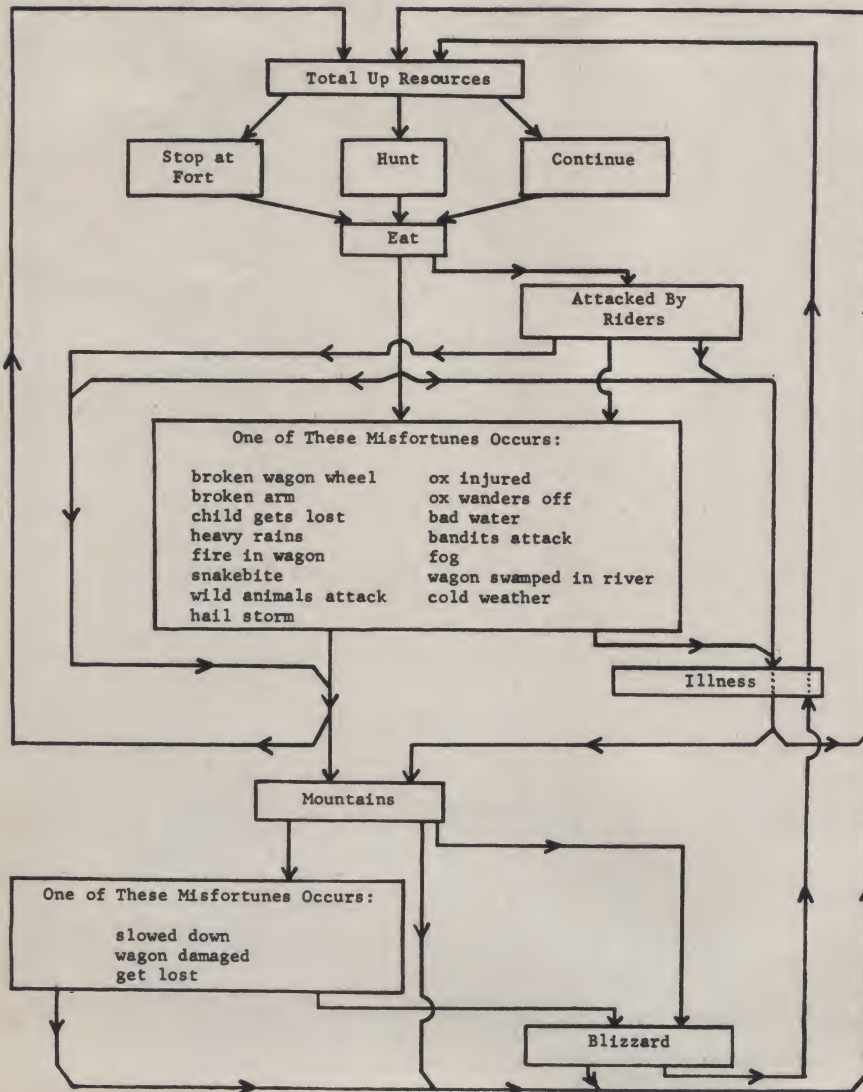 Total Up Resources
Stop at
Fort
Hunt
Continue
Eat
Attacked By
Riders
One of These Misfortunes Occurs:
broken wagon wheel
broken arm
child gets lost
heavy rains
fire in wagon
snakebite
wild animals attack
hail storm
ox injured
ox wanders off
bad water
bandits attack
fog
wagon swamped in river
cold weather
Illness
Mountains
One of These Misfortunes Occurs:
slowed down
wagon damaged
get lost
Blizzard